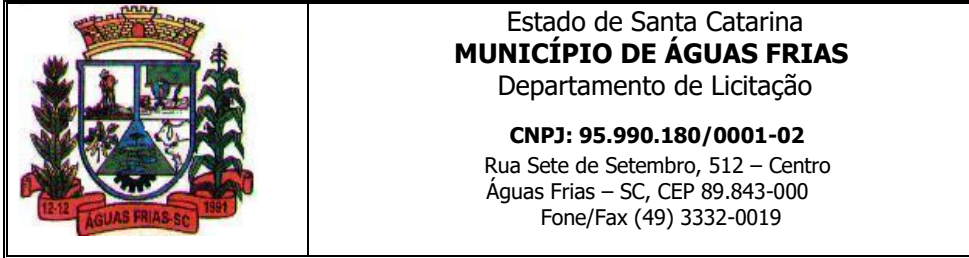 Estado de Santa Catarina
MUNICÍPIO DE ÁGUAS FRIAS
Departamento de Licitação
CNPJ: 95.990.180/0001-02
Rua Sete de Setembro, 512 – Centro
Águas Frias – SC, CEP 89.843-000
Fone/Fax (49) 3332-0019
12-12
ÁGUAS FRIAS-SC
1991